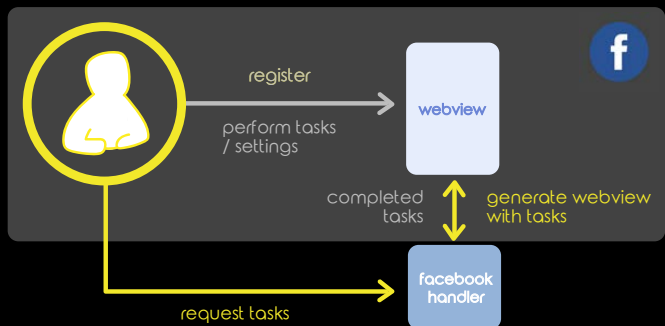 register
webview
perform tasks
/ settings
completed
tasks
generate webview
with tasks
facebook
handler
request tasks
f